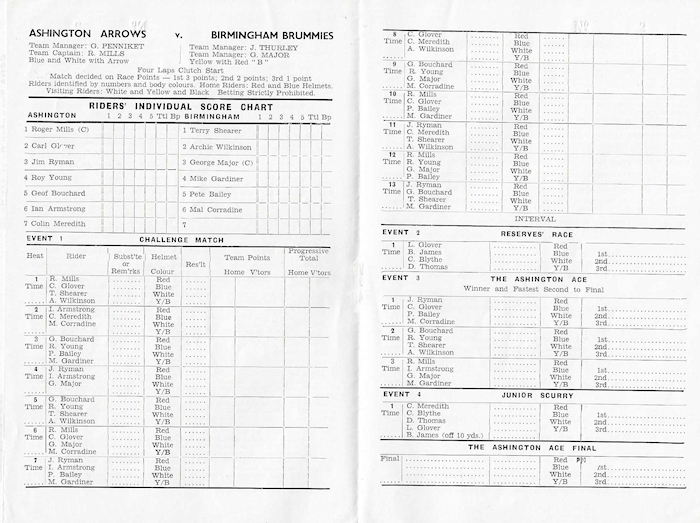 ASHINGTON ARROWS v. BIRMINGHAM BRUMMIES
Team Manager: G. PENNIKET Team Manager: J. THURLEY
Team Captain: R. MILLS Team Manager: G. MAJOR
Blue and White with Arrow Yellow with Red "B"
Four Laps Clutch Start
Match decided on Race Points — 1st 3 points; 2nd 2 points; 3rd 1 point
Riders identified by numbers and body colours. Home Riders: Red and Blue Helmets.
Visiting Riders: White and Yellow and Black Betting Strictly Prohibited.
RIDERS' INDIVIDUAL SCORE CHART
ASHINGTON 1 2 3 4 5 Ttl Bp BIRMINGHAM 1 2 3 4 5 Ttl Bp
1 Roger Mills (C) 1 Terry Shearer
2 Carl Glover 2 Archie Wilkinson
3 Jim Ryman 3 George Major (C)
4 Roy Young 4 Mike Gardiner
5 Geof Bouchard 5 Pete Bailey
6 Ian Armstrong 6 Mal Corradine
7 Colin Meredith 7
EVENT 1 CHALLENGE MATCH
Heat Rider Subst'te or Rem'rks Helmet Colour Res'lt Team Points Home V'tors Progressive Total Home V'tors
1 R. Mills Red
Time C. Glover Blue
T. Shearer White
A. Wilkinson Y/B
2 I. Armstrong Red
Time C. Meredith Blue
M. Corradine White
Y/B
3 G. Bouchard Red
Time R. Young Blue
P. Bailey White
M. Gardiner Y/B
4 J. Ryman Red
Time I. Armstrong Blue
G. Major White
Y/B
5 G. Bouchard Red
Time R. Young Blue
T. Shearer White
A. Wilkinson Y/B
6 R. Mills Red
Time C. Glover Blue
G. Major White
M. Corradine Y/B
7 J. Ryman Red
Time I. Armstrong Blue
P. Bailey White
M. Gardiner Y/B
8 C. Glover Red
Time C. Meredith Blue
A. Wilkinson White
Y/B
9 G. Bouchard Red
Time R. Young Blue
G. Major White
M. Corradine Y/B
10 R. Mills Red
Time C. Glover Blue
P. Bailey White
M. Gardiner Y/B
11 J. Ryman Red
Time C. Meredith Blue
T. Shearer White
A. Wilkinson Y/B
12 R. Mills Red
Time R. Young Blue
G. Major White
P. Bailey Y/B
13 J. Ryman Red
Time G. Bouchard Blue
T. Shearer White
M. Gardiner Y/B
INTERVAL
EVENT 2 RESERVES' RACE
1 L. Glover Red
Time B. James Blue 1st
C. Blythe White 2nd
D. Thomas Y/B 3rd
EVENT 3 THE ASHINGTON ACE
Winner and Fastest Second to Final
1 J. Ryman Red
Time C. Glover Blue 1st
P. Bailey White 2nd
M. Corradine Y/B 3rd
2 G. Bouchard Red
Time R. Young Blue 1st
T. Shearer White 2nd
A. Wilkinson Y/B 3rd
3 R. Mills Red
Time I. Armstrong Blue 1st
G. Major White 2nd
M. Gardiner Y/B 3rd
EVENT 4 JUNIOR SCURRY
1 C. Meredith Red
Time C. Blythe Blue 1st
D. Thomas White 2nd
L. Glover Y/B 3rd
B. James (off 10 yds.)
THE ASHINGTON ACE FINAL
Final Red
Blue 1st
White 2nd
Y/B 3rd